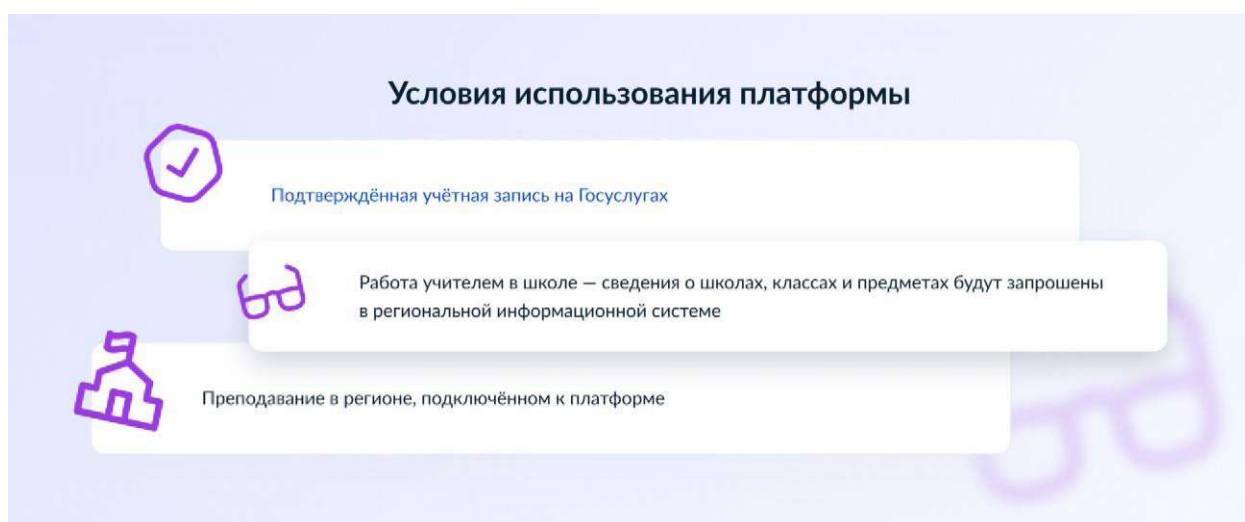 Условия использования платформы
Подтверждённая учётная запись на Госуслугах
Работа учителем в школе — сведения о школах, классах и предметах будут запрошены
в региональной информационной системе
Преподавание в регионе, подключённом к платформе